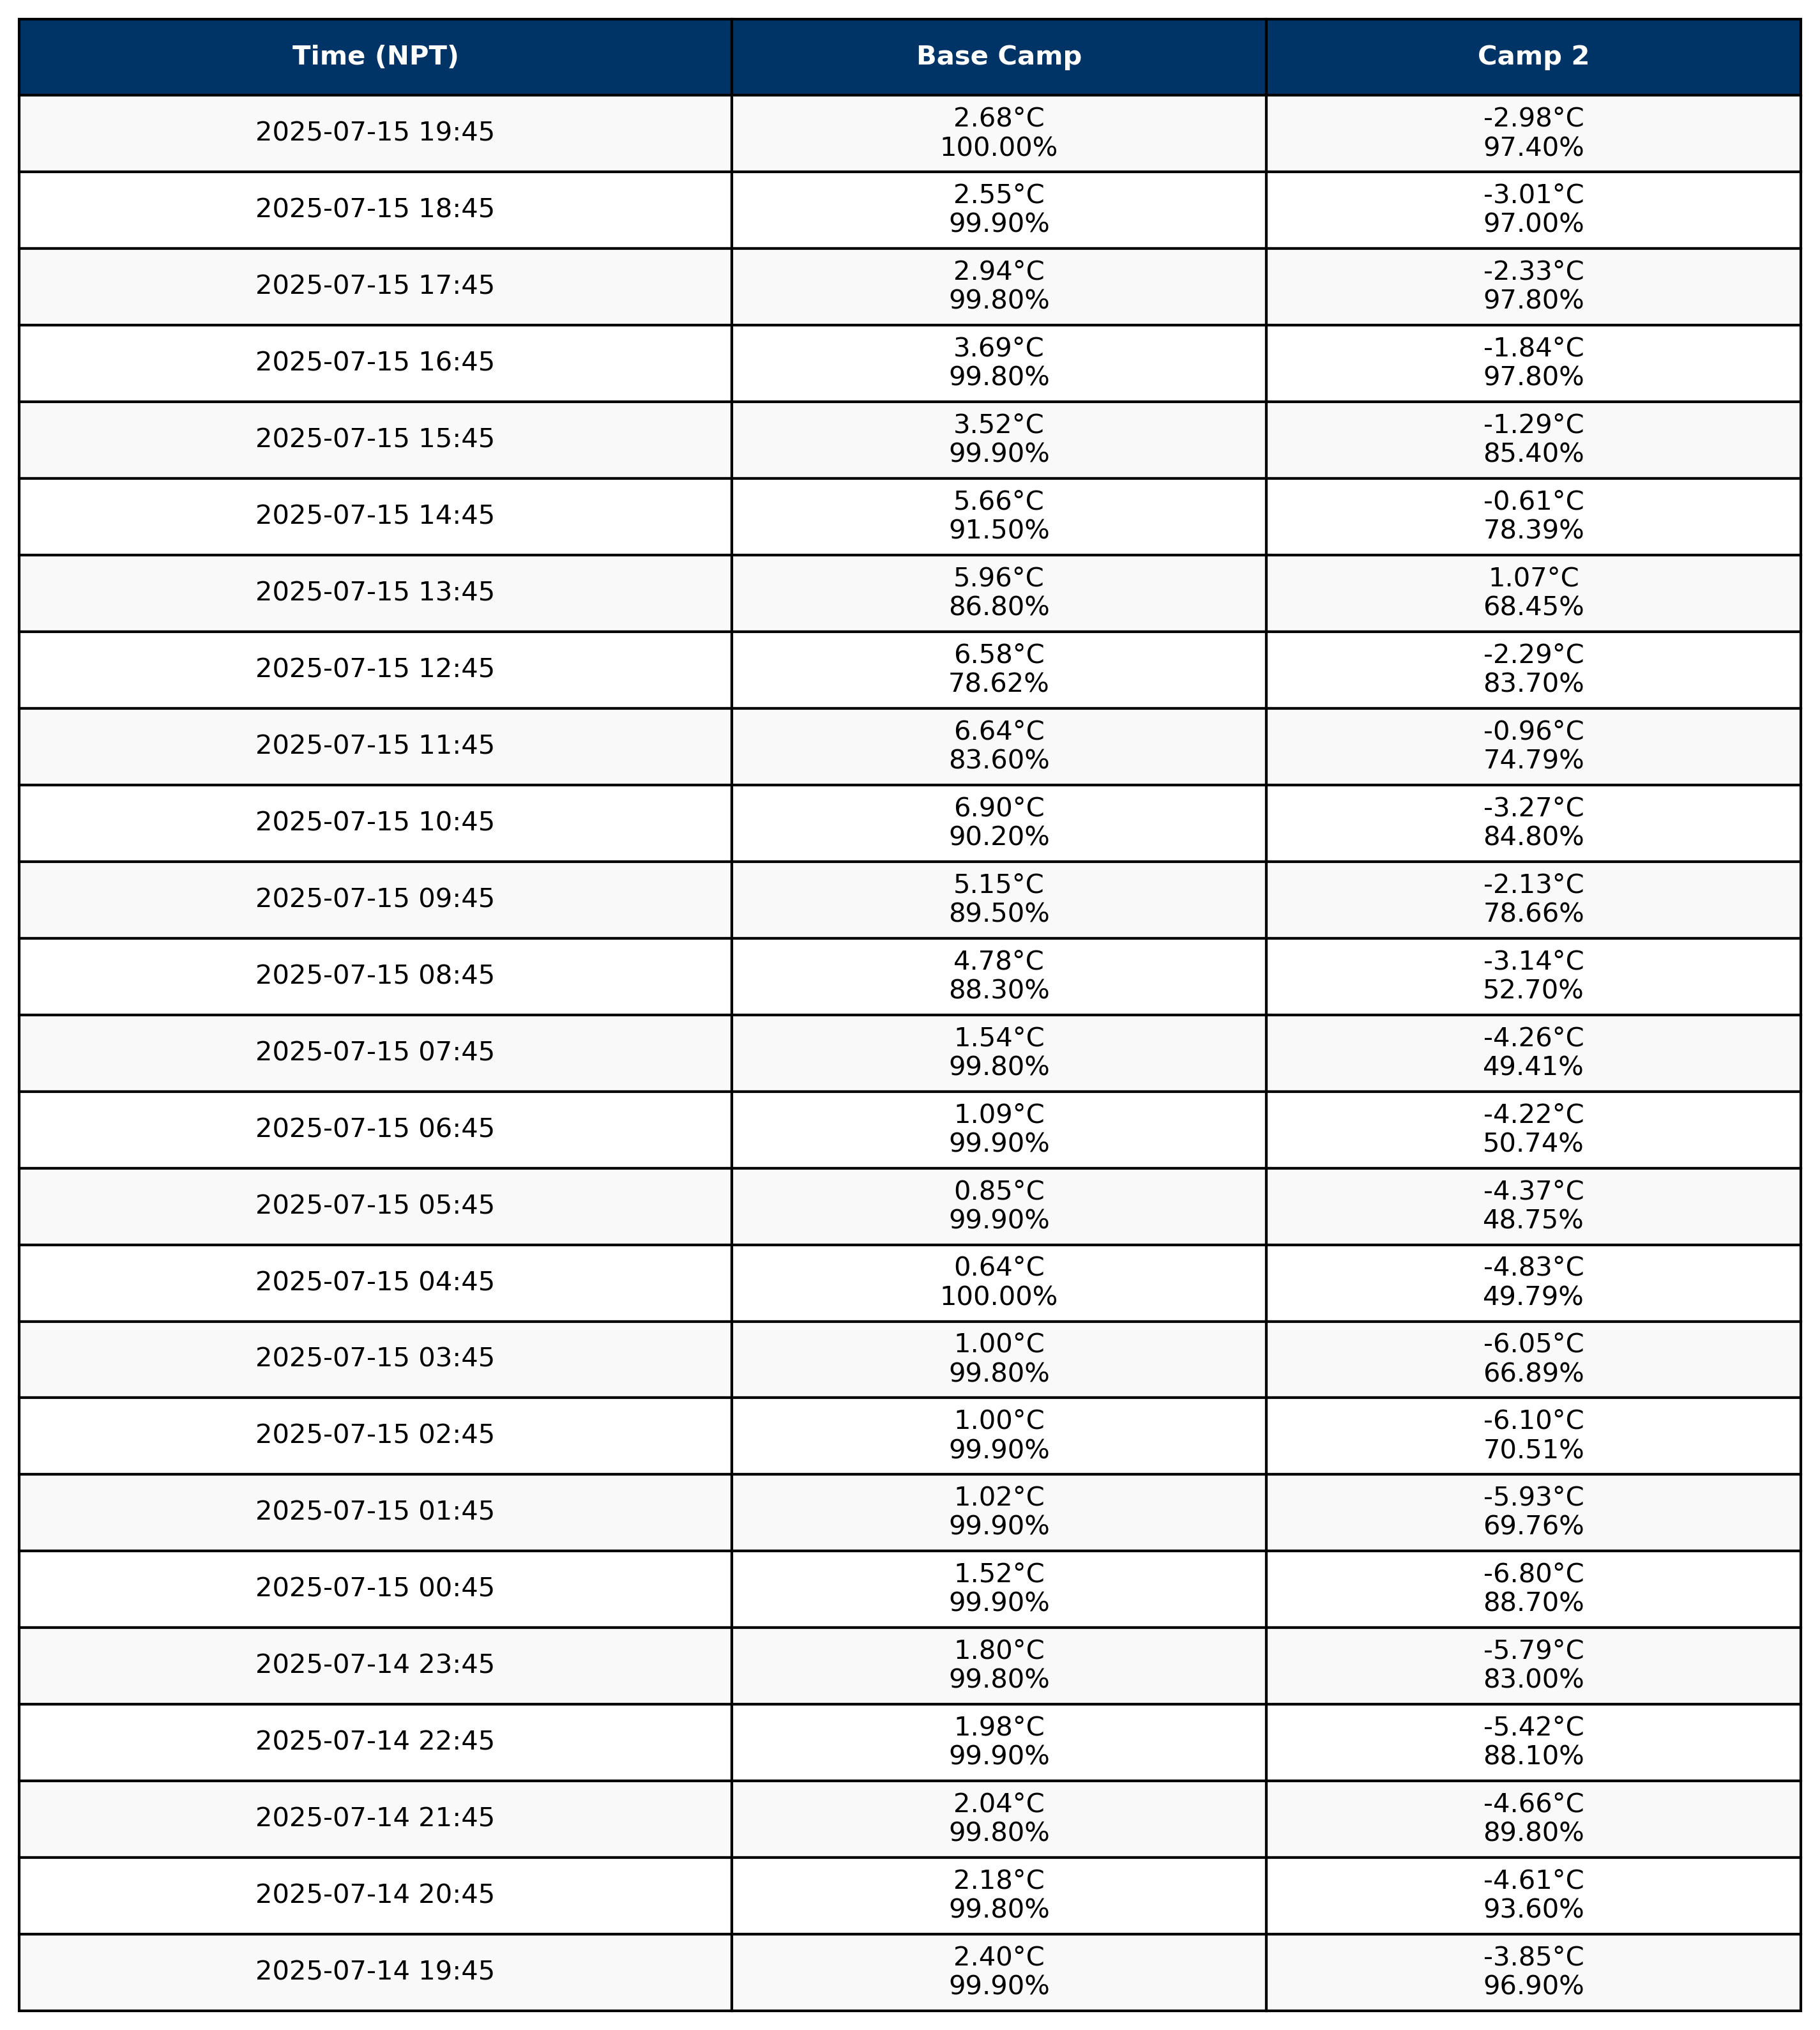 Time (NPT) Base Camp Camp 2
2025-07-15 19:45 2.68°C -2.98°C
100.00% 97.40%
2025-07-15 18:45 2.55°C -3.01°C
99.90% 97.00%
2025-07-15 17:45 2.94°C -2.33°C
99.80% 97.80%
2025-07-15 16:45 3.69°C -1.84°C
99.80% 97.80%
2025-07-15 15:45 3.52°C -1.29°C
99.90% 85.40%
2025-07-15 14:45 5.66°C -0.61°C
91.50% 78.39%
2025-07-15 13:45 5.96°C 1.07°C
86.80% 68.45%
2025-07-15 12:45 6.58°C -2.29°C
78.62% 83.70%
2025-07-15 11:45 6.64°C -0.96°C
83.60% 74.79%
2025-07-15 10:45 6.90°C -3.27°C
90.20% 84.80%
2025-07-15 09:45 5.15°C -2.13°C
89.50% 78.66%
2025-07-15 08:45 4.78°C -3.14°C
88.30% 52.70%
2025-07-15 07:45 1.54°C -4.26°C
99.80% 49.41%
2025-07-15 06:45 1.09°C -4.22°C
99.90% 50.74%
2025-07-15 05:45 0.85°C -4.37°C
99.90% 48.75%
2025-07-15 04:45 0.64°C -4.83°C
100.00% 49.79%
2025-07-15 03:45 1.00°C -6.05°C
99.80% 66.89%
2025-07-15 02:45 1.00°C -6.10°C
99.90% 70.51%
2025-07-15 01:45 1.02°C -5.93°C
99.90% 69.76%
2025-07-15 00:45 1.52°C -6.80°C
99.90% 88.70%
2025-07-14 23:45 1.80°C -5.79°C
99.80% 83.00%
2025-07-14 22:45 1.98°C -5.42°C
99.90% 88.10%
2025-07-14 21:45 2.04°C -4.66°C
99.80% 89.80%
2025-07-14 20:45 2.18°C -4.61°C
99.80% 93.60%
2025-07-14 19:45 2.40°C -3.85°C
99.90% 96.90%